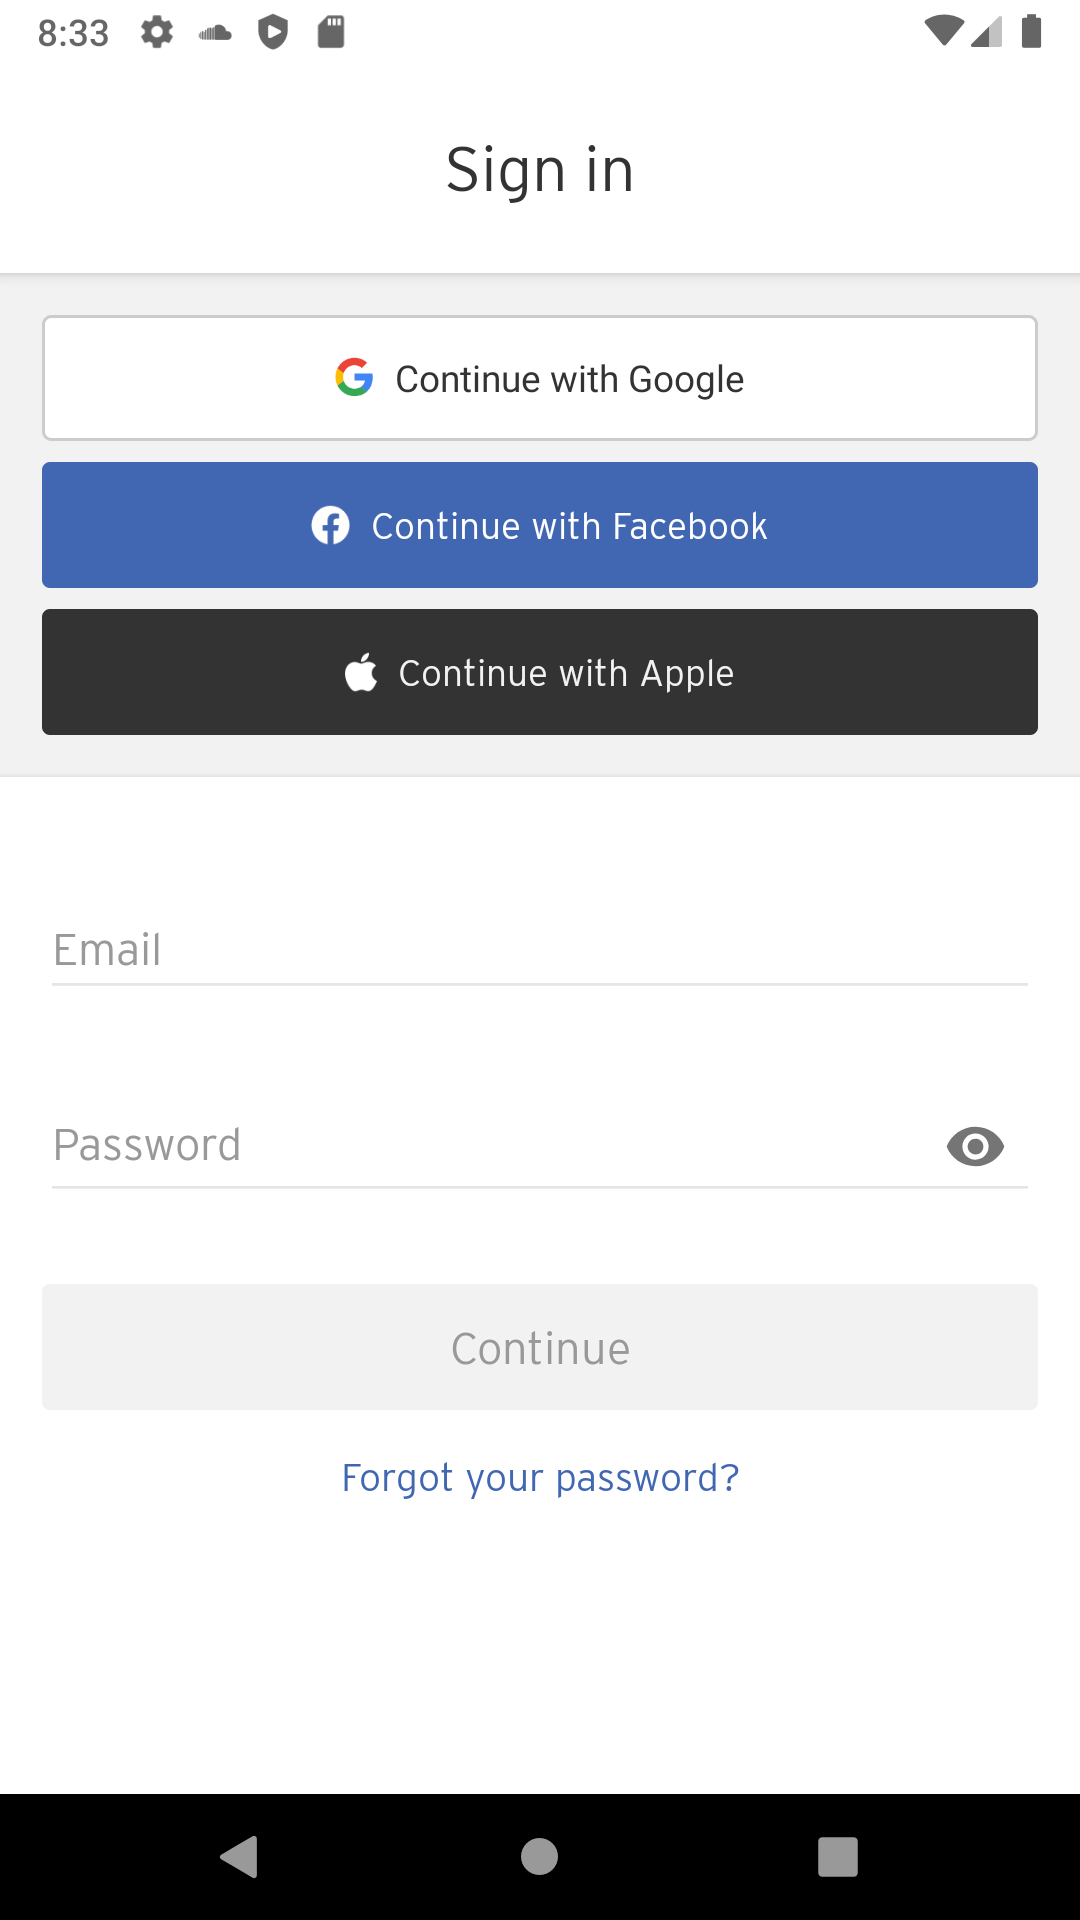 8:33
Sign in
Continue with Google
Continue with Facebook
Continue with Apple
Email
Password
Continue
Forgot your password?